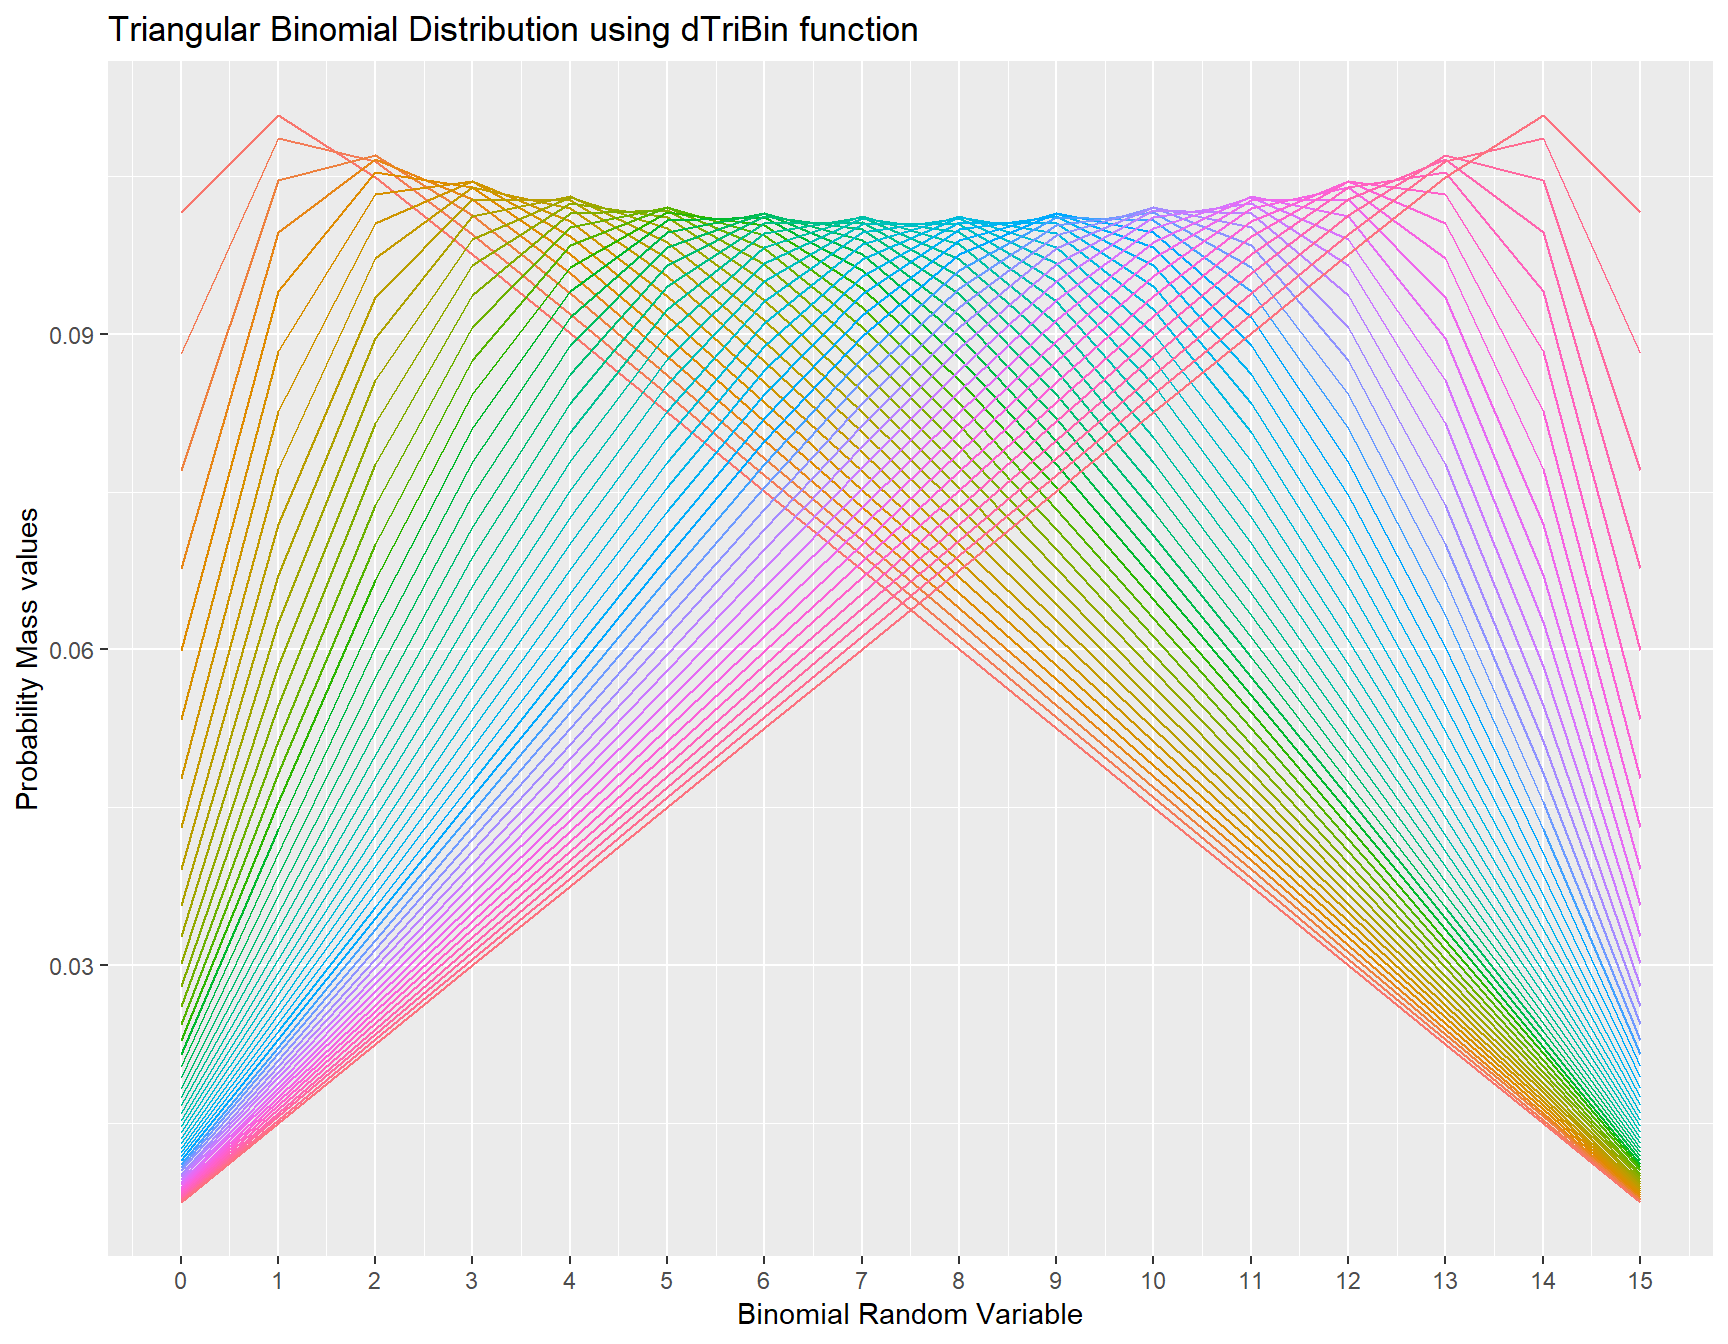 Triangular Binomial Distribution using dTriBin function
Probability Mass values
0.09
0.06
0.03
0 1 2 3 4 5 6 7 8 9 10 11 12 13 14 15
Binomial Random Variable